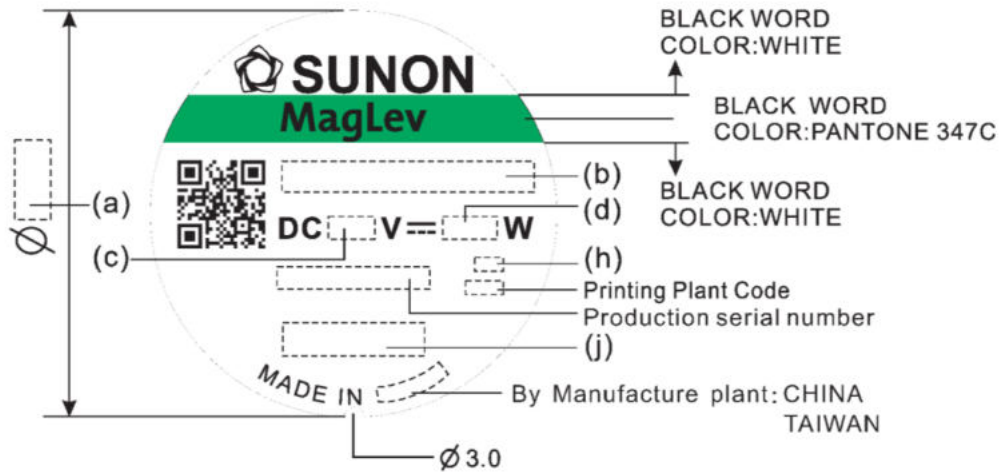 BLACK WORD
COLOR:WHITE
SUNON
MagLev
BLACK WORD
COLOR:PANTONE 347C
BLACK WORD
COLOR:WHITE
(a)
Ø
(b)
DC V⎓ W
(d)
(c)
(h)
Printing Plant Code
Production serial number
(j)
MADE IN
By Manufacture plant: CHINA
TAIWAN
Ø 3.0